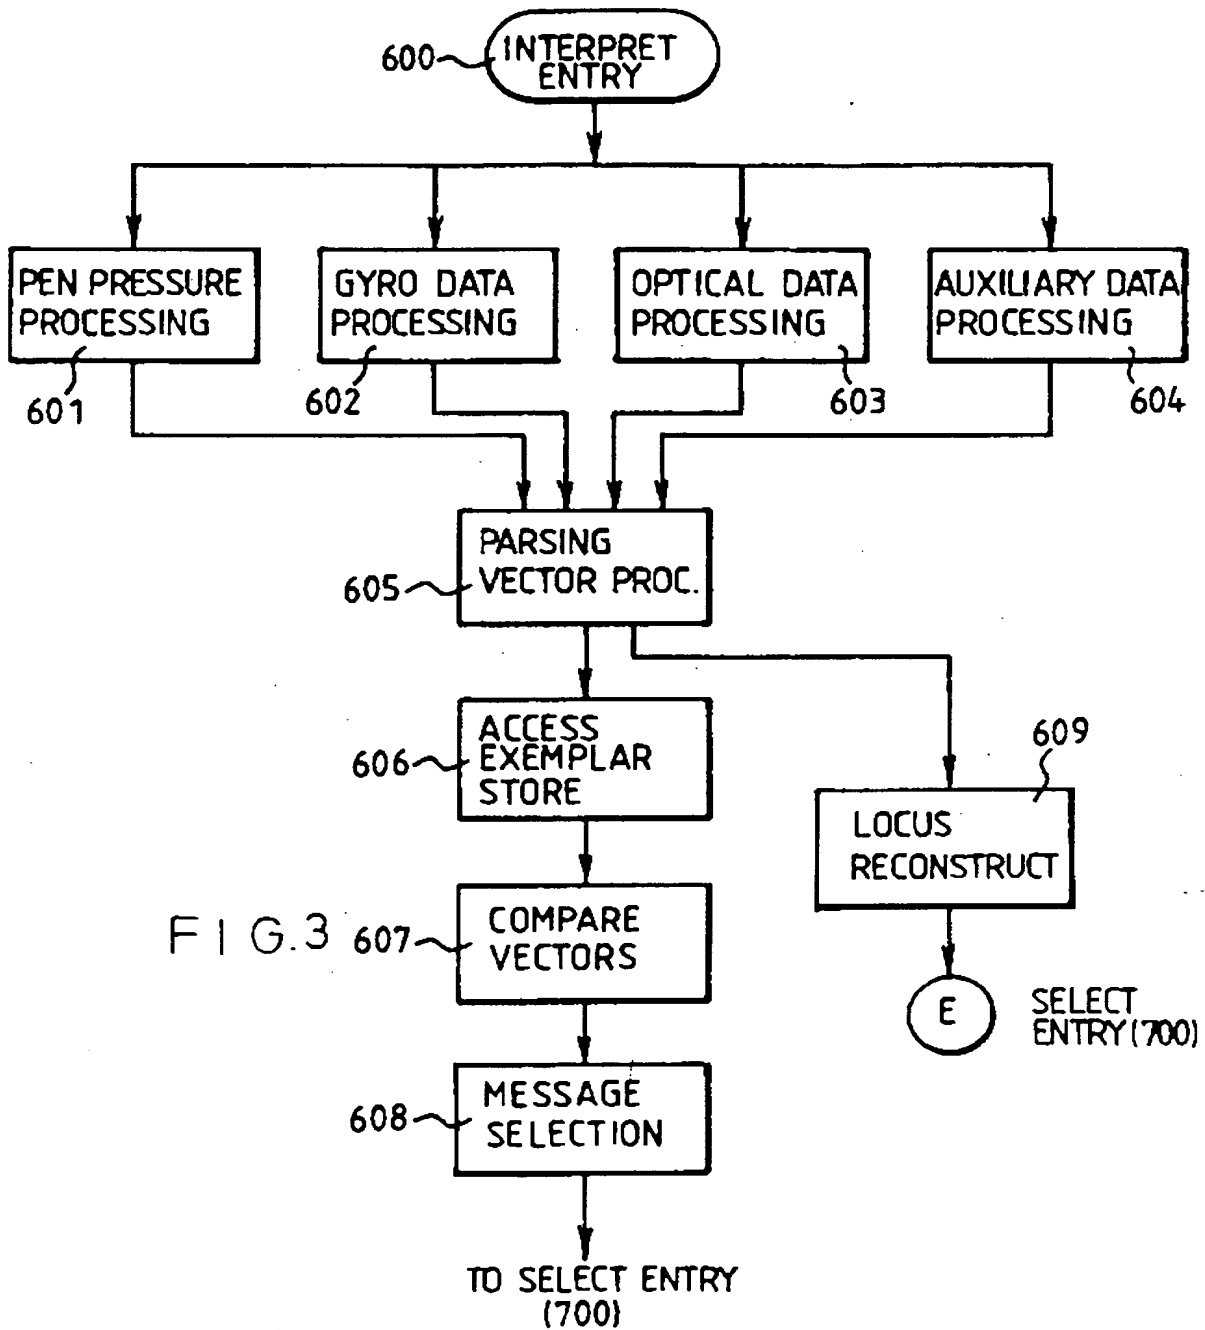 600
INTERPRET
ENTRY
PEN PRESSURE
PROCESSING
601
GYRO DATA
PROCESSING
602
OPTICAL DATA
PROCESSING
603
AUXILIARY DATA
PROCESSING
604
PARSING
VECTOR PROC.
605
ACCESS
EXEMPLAR
STORE
606
609
LOCUS
RECONSTRUCT
FIG.3
607
COMPARE
VECTORS
E
SELECT
ENTRY (700)
608
MESSAGE
SELECTION
TO SELECT ENTRY
(700)